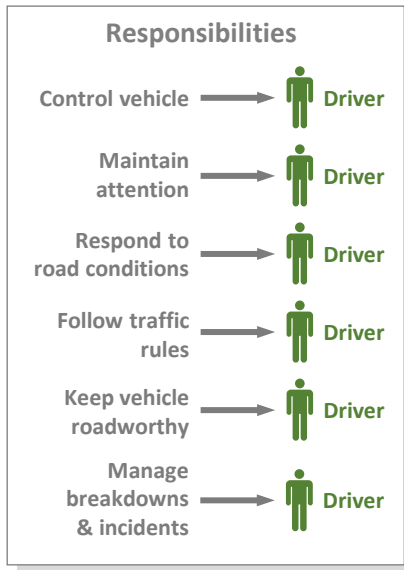 Responsibilities
Control vehicle
Driver
Maintain
attention
Driver
Respond to
road conditions
Driver
Follow traffic
rules
Driver
Keep vehicle
roadworthy
Driver
Manage
breakdowns
& incidents
Driver